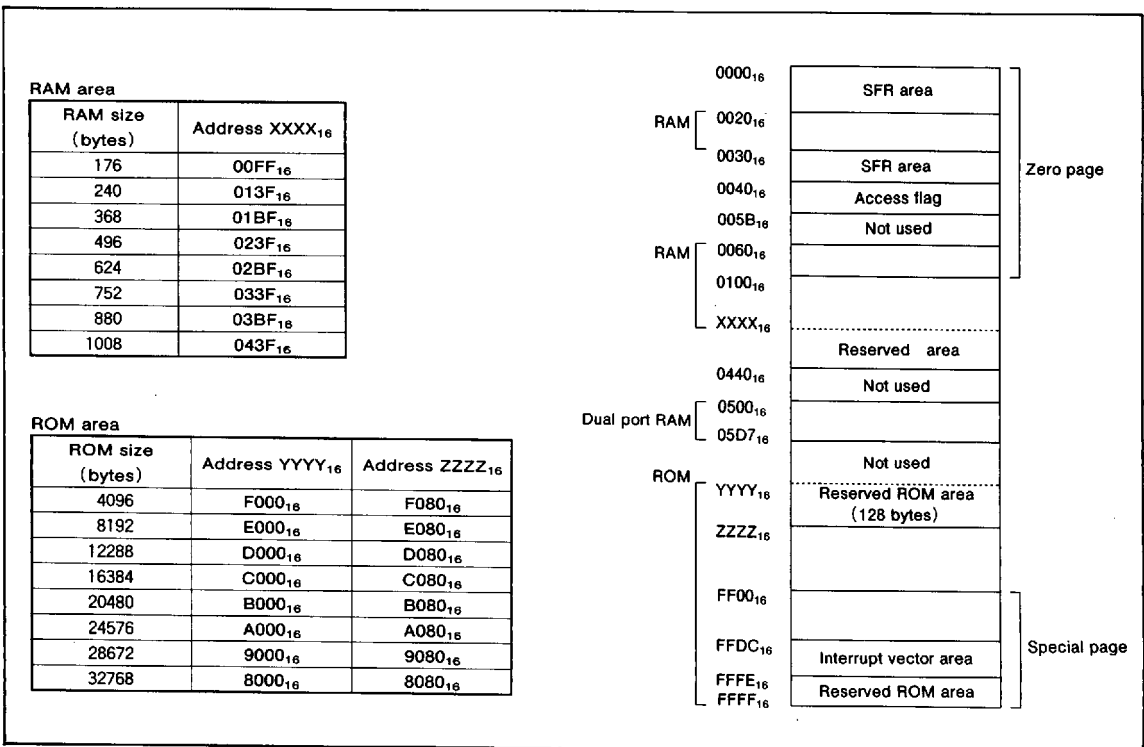 RAM area
RAM size (bytes) Address XXXX₁₆
176 00FF₁₆
240 013F₁₆
368 01BF₁₆
496 023F₁₆
624 02BF₁₆
752 033F₁₆
880 03BF₁₆
1008 043F₁₆
ROM area
ROM size (bytes) Address YYYY₁₆ Address ZZZZ₁₆
4096 F000₁₆ F080₁₆
8192 E000₁₆ E080₁₆
12288 D000₁₆ D080₁₆
16384 C000₁₆ C080₁₆
20480 B000₁₆ B080₁₆
24576 A000₁₆ A080₁₆
28672 9000₁₆ 9080₁₆
32768 8000₁₆ 8080₁₆
0000₁₆
SFR area
RAM 0020₁₆
0030₁₆
SFR area
Zero page
0040₁₆
Access flag
005B₁₆
Not used
RAM 0060₁₆
0100₁₆
XXXX₁₆
Reserved area
0440₁₆
Not used
Dual port RAM 0500₁₆
05D7₁₆
Not used
ROM YYYY₁₆
Reserved ROM area
(128 bytes)
ZZZZ₁₆
FF00₁₆
Special page
FFDC₁₆
Interrupt vector area
FFFE₁₆
Reserved ROM area
FFFF₁₆